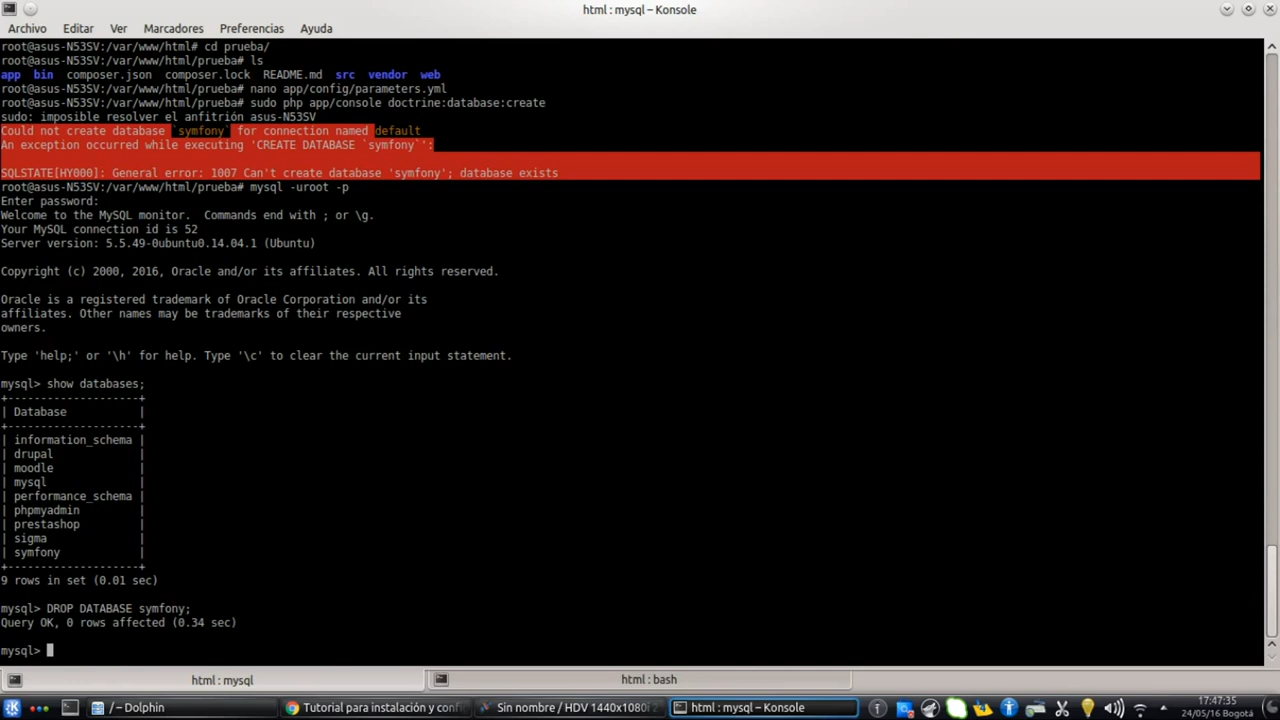 html : mysql – Konsole
Archivo Editar Ver Marcadores Preferencias Ayuda
root@asus-N53SV:/var/www/html# cd prueba/
root@asus-N53SV:/var/www/html/prueba# ls
app bin composer.json composer.lock README.md src vendor web
root@asus-N53SV:/var/www/html/prueba# nano app/config/parameters.yml
root@asus-N53SV:/var/www/html/prueba# sudo php app/console doctrine:database:create
sudo: imposible resolver el anfitrión asus-N53SV
Could not create database `symfony` for connection named default
An exception occurred while executing 'CREATE DATABASE `symfony`':
SQLSTATE[HY000]: General error: 1007 Can't create database 'symfony'; database exists
root@asus-N53SV:/var/www/html/prueba# mysql -uroot -p
Enter password:
Welcome to the MySQL monitor.  Commands end with ; or \g.
Your MySQL connection id is 52
Server version: 5.5.49-0ubuntu0.14.04.1 (Ubuntu)
Copyright (c) 2000, 2016, Oracle and/or its affiliates. All rights reserved.
Oracle is a registered trademark of Oracle Corporation and/or its
affiliates. Other names may be trademarks of their respective
owners.
Type 'help;' or '\h' for help. Type '\c' to clear the current input statement.
mysql> show databases;
+--------------------+
| Database           |
+--------------------+
| information_schema |
| drupal             |
| moodle             |
| mysql              |
| performance_schema |
| phpmyadmin         |
| prestashop         |
| sigma              |
| symfony            |
+--------------------+
9 rows in set (0.01 sec)
mysql> DROP DATABASE symfony;
Query OK, 0 rows affected (0.34 sec)
mysql>
html : mysql html : bash
/ – Dolphin Tutorial para instalación y confi Sin nombre / HDV 1440x1080i 2 html : mysql – Konsole 17:47:35
24/05/16 Bogotá